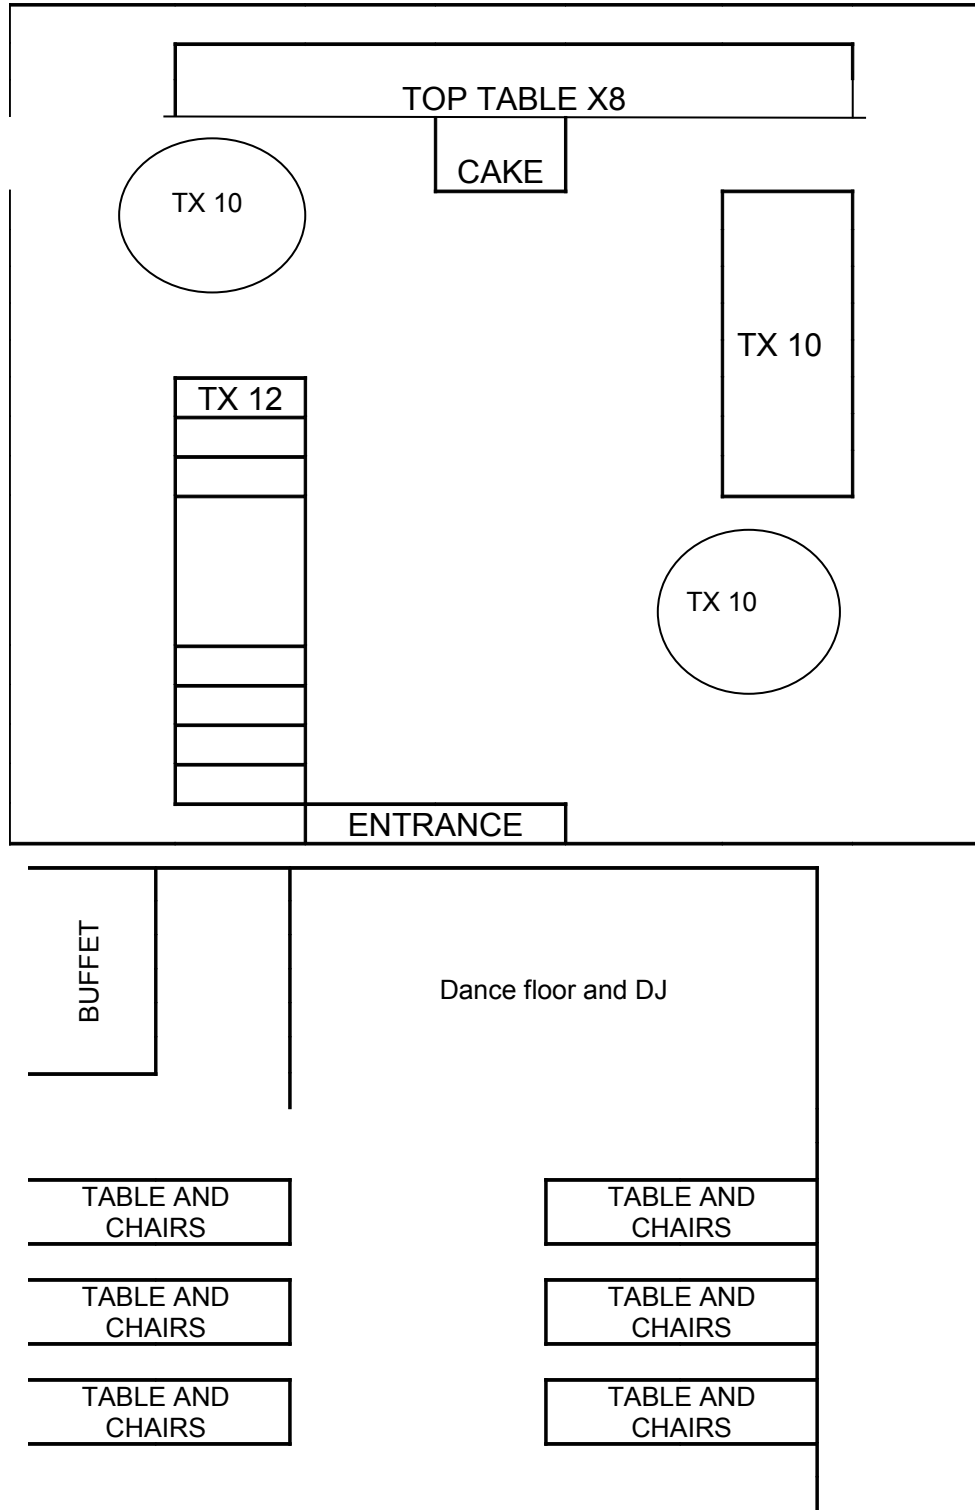 TOP TABLE X8
CAKE
TX 10
TX 10
TX 12
TX 10
ENTRANCE
BUFFET
Dance floor and DJ
TABLE AND
CHAIRS
TABLE AND
CHAIRS
TABLE AND
CHAIRS
TABLE AND
CHAIRS
TABLE AND
CHAIRS
TABLE AND
CHAIRS